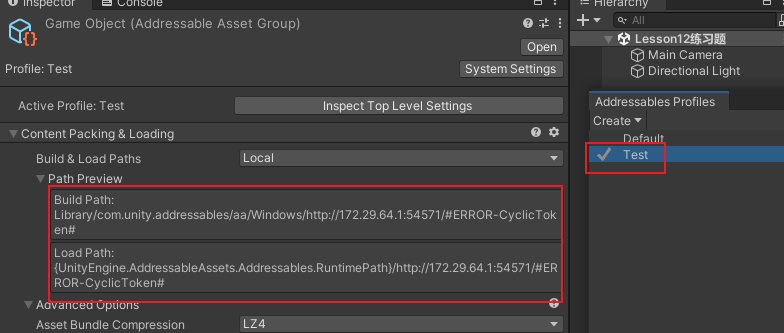 Inspector
Console
Game Object (Addressable Asset Group)
Open
Profile: Test
System Settings
Active Profile: Test
Inspect Top Level Settings
Content Packing & Loading
Build & Load Paths
Local
Path Preview
Build Path:
Library/com.unity.addressables/aa/Windows/http://172.29.64.1:54571/#ERROR-CyclicTok
en#
Load Path:
{UnityEngine.AddressableAssets.Addressables.RuntimePath}/http://172.29.64.1:54571/#ER
ROR-CyclicToken#
Advanced Options
Asset Bundle Compression
LZ4
Hierarchy
All
Lesson12练习题
Main Camera
Directional Light
Addressables Profiles
Create
Default
Test